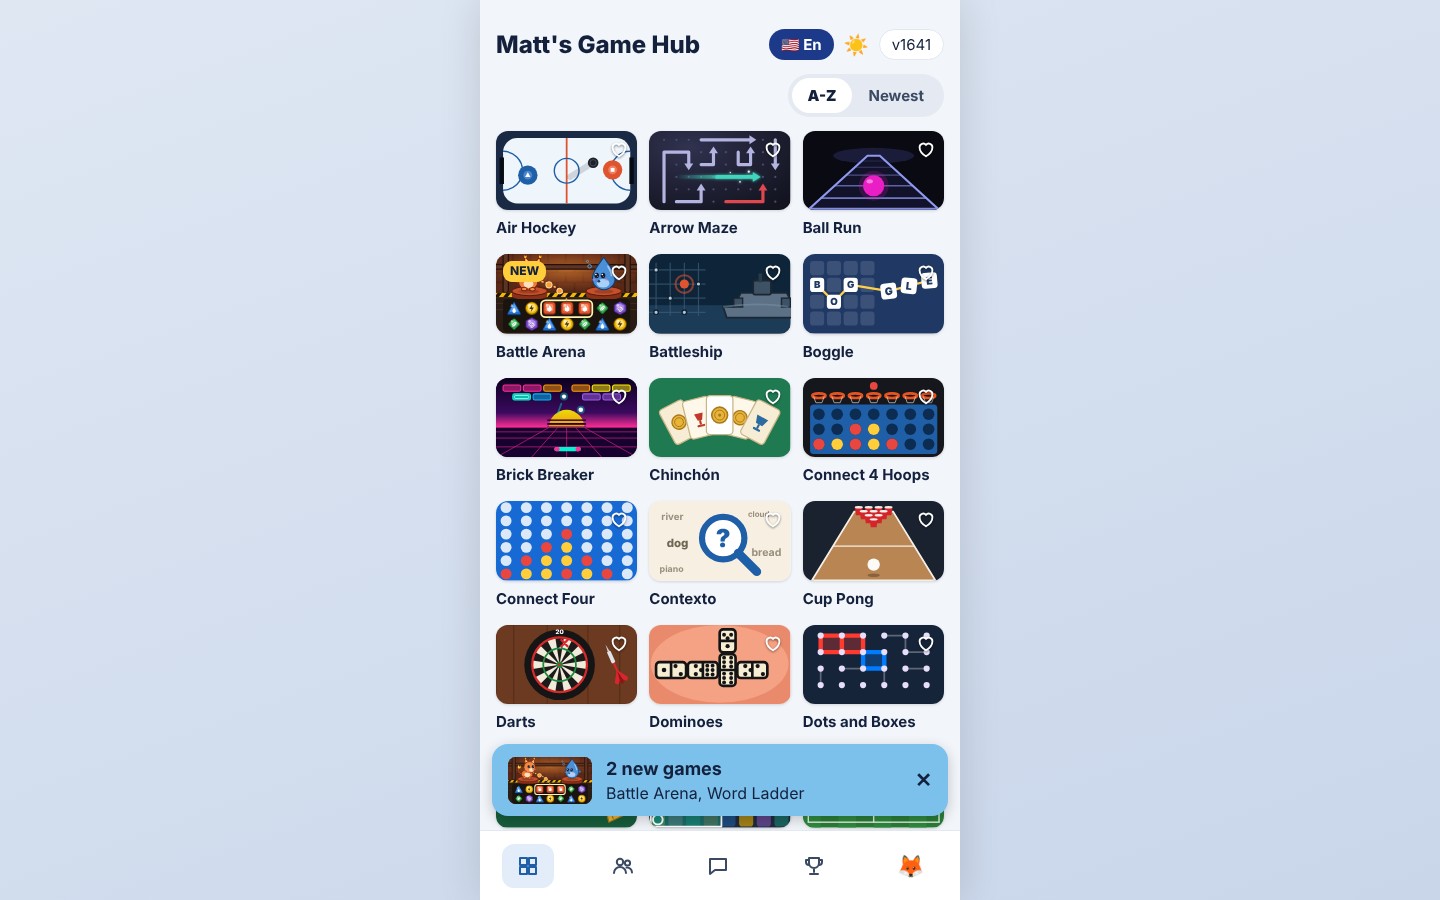 Matt's Game Hub
🇺🇸 En
☀️
v1641
A-Z
Newest
Air Hockey
Arrow Maze
Ball Run
NEW
B
O
G
G
L
E
Battle Arena
Battleship
Boggle
Brick Breaker
Chinchón
Connect 4 Hoops
river
cloud
dog
?
bread
piano
Connect Four
Contexto
Cup Pong
20
Darts
Dominoes
Dots and Boxes
2 new games
Battle Arena, Word Ladder
✕